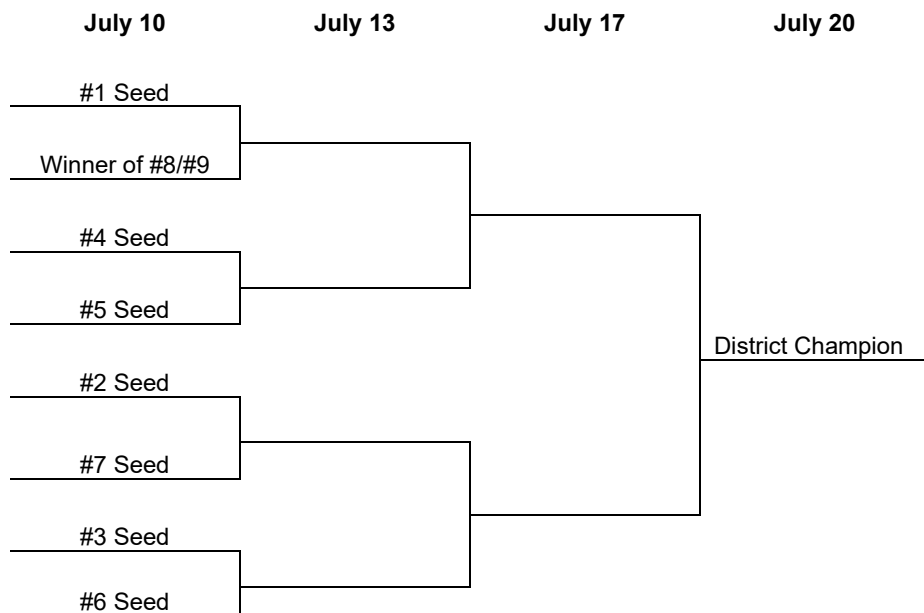 July 10 July 13 July 17 July 20
#1 Seed
Winner of #8/#9
#4 Seed
#5 Seed
District Champion
#2 Seed
#7 Seed
#3 Seed
#6 Seed